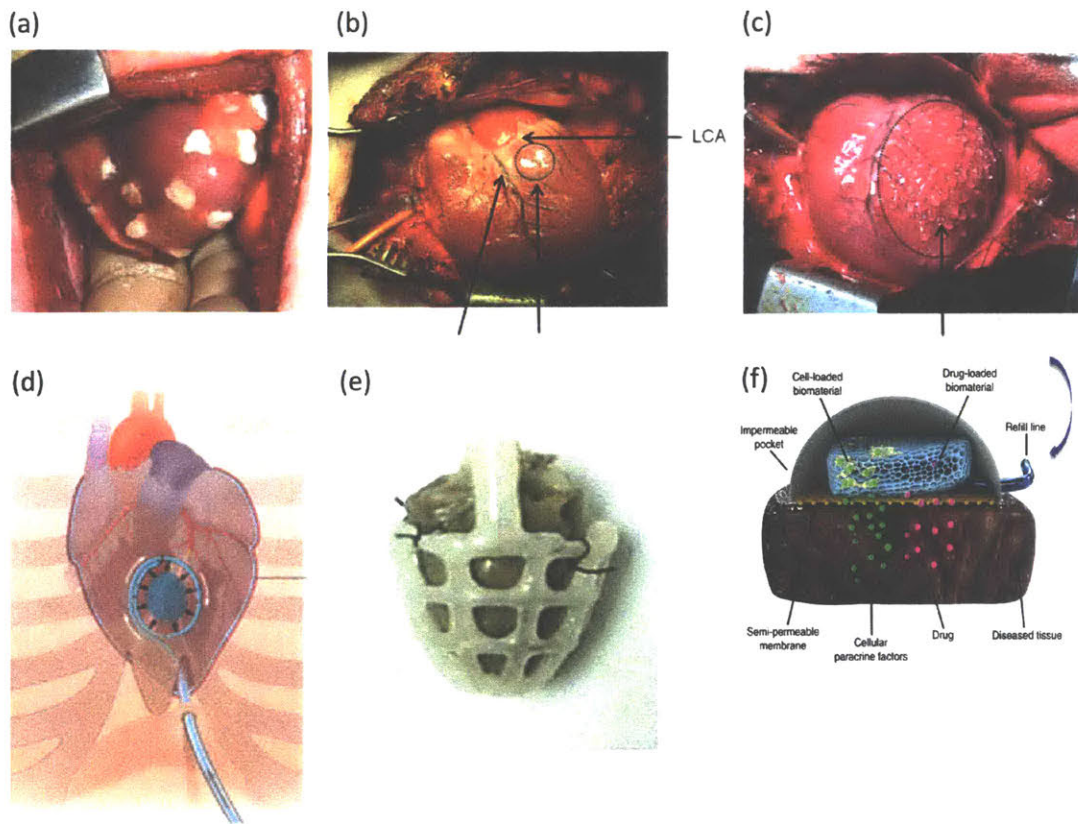 (a)
(b)
LCA
(c)
(d)
(e)
(f)
Cell-loaded
biomaterial
Drug-loaded
biomaterial
Impermeable
pocket
Refill line
Semi-permeable
membrane
Cellular
paracrine factors
Drug
Diseased tissue